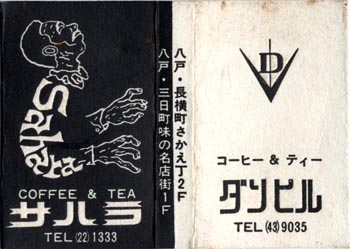 Sahara
COFFEE & TEA
サハラ
TEL (22) 1333
八戸・三日町味の名店街1F
八戸・長横町さかえ丁2F
D
コーヒー & ティー
ダンヒル
TEL (43) 9035